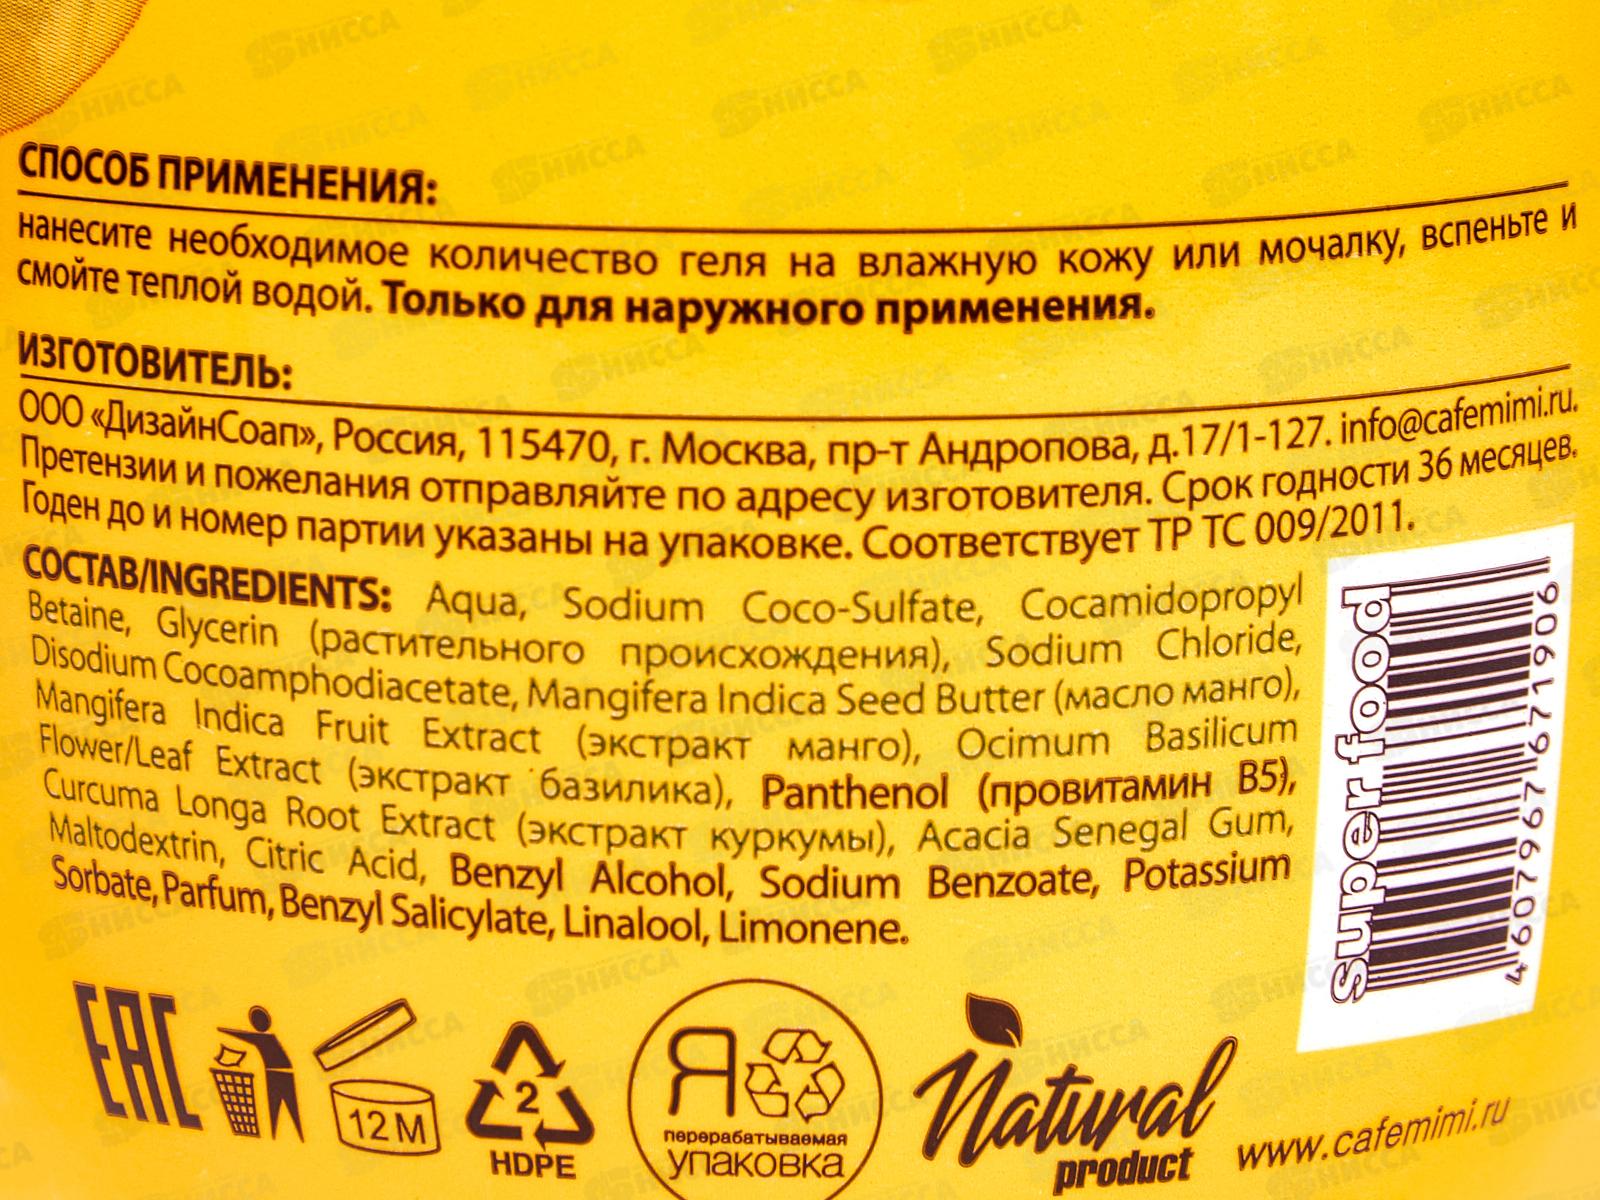 СПОСОБ ПРИМЕНЕНИЯ:
нанесите необходимое количество геля на влажную кожу или мочалку, вспеньте и
смойте теплой водой. Только для наружного применения.
ИЗГОТОВИТЕЛЬ:
ООО «ДизайнСоап», Россия, 115470, г. Москва, пр-т Андропова, д.17/1-127. info@cafemimi.ru.
Претензии и пожелания отправляйте по адресу изготовителя. Срок годности 36 месяцев.
Годен до и номер партии указаны на упаковке. Соответствует ТР ТС 009/2011.
СОСТАВ/INGREDIENTS: Aqua, Sodium Coco-Sulfate, Cocamidopropyl
Betaine, Glycerin (растительного происхождения), Sodium Chloride,
Disodium Cocoamphodiacetate, Mangifera Indica Seed Butter (масло манго),
Mangifera Indica Fruit Extract (экстракт манго), Ocimum Basilicum
Flower/Leaf Extract (экстракт базилика), Panthenol (провитамин B5),
Curcuma Longa Root Extract (экстракт куркумы), Acacia Senegal Gum,
Maltodextrin, Citric Acid, Benzyl Alcohol, Sodium Benzoate, Potassium
Sorbate, Parfum, Benzyl Salicylate, Linalool, Limonene.
super food
4607967671906
EAC
12 M
2
HDPE
Я
перерабатываемая
упаковка
Natural
product
www.cafemimi.ru
НИССА